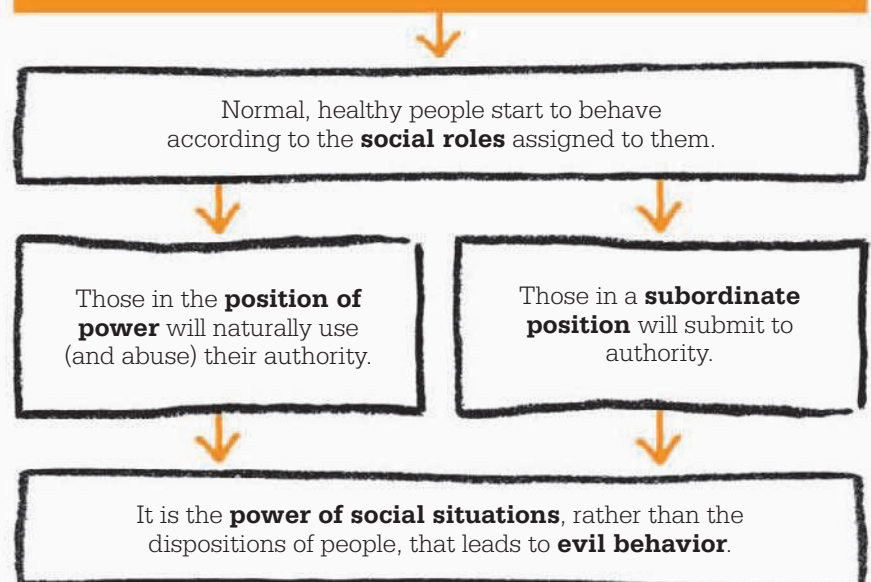 Normal, healthy people start to behave
according to the social roles assigned to them.
Those in the position of
power will naturally use
(and abuse) their authority.
Those in a subordinate
position will submit to
authority.
It is the power of social situations, rather than the
dispositions of people, that leads to evil behavior.